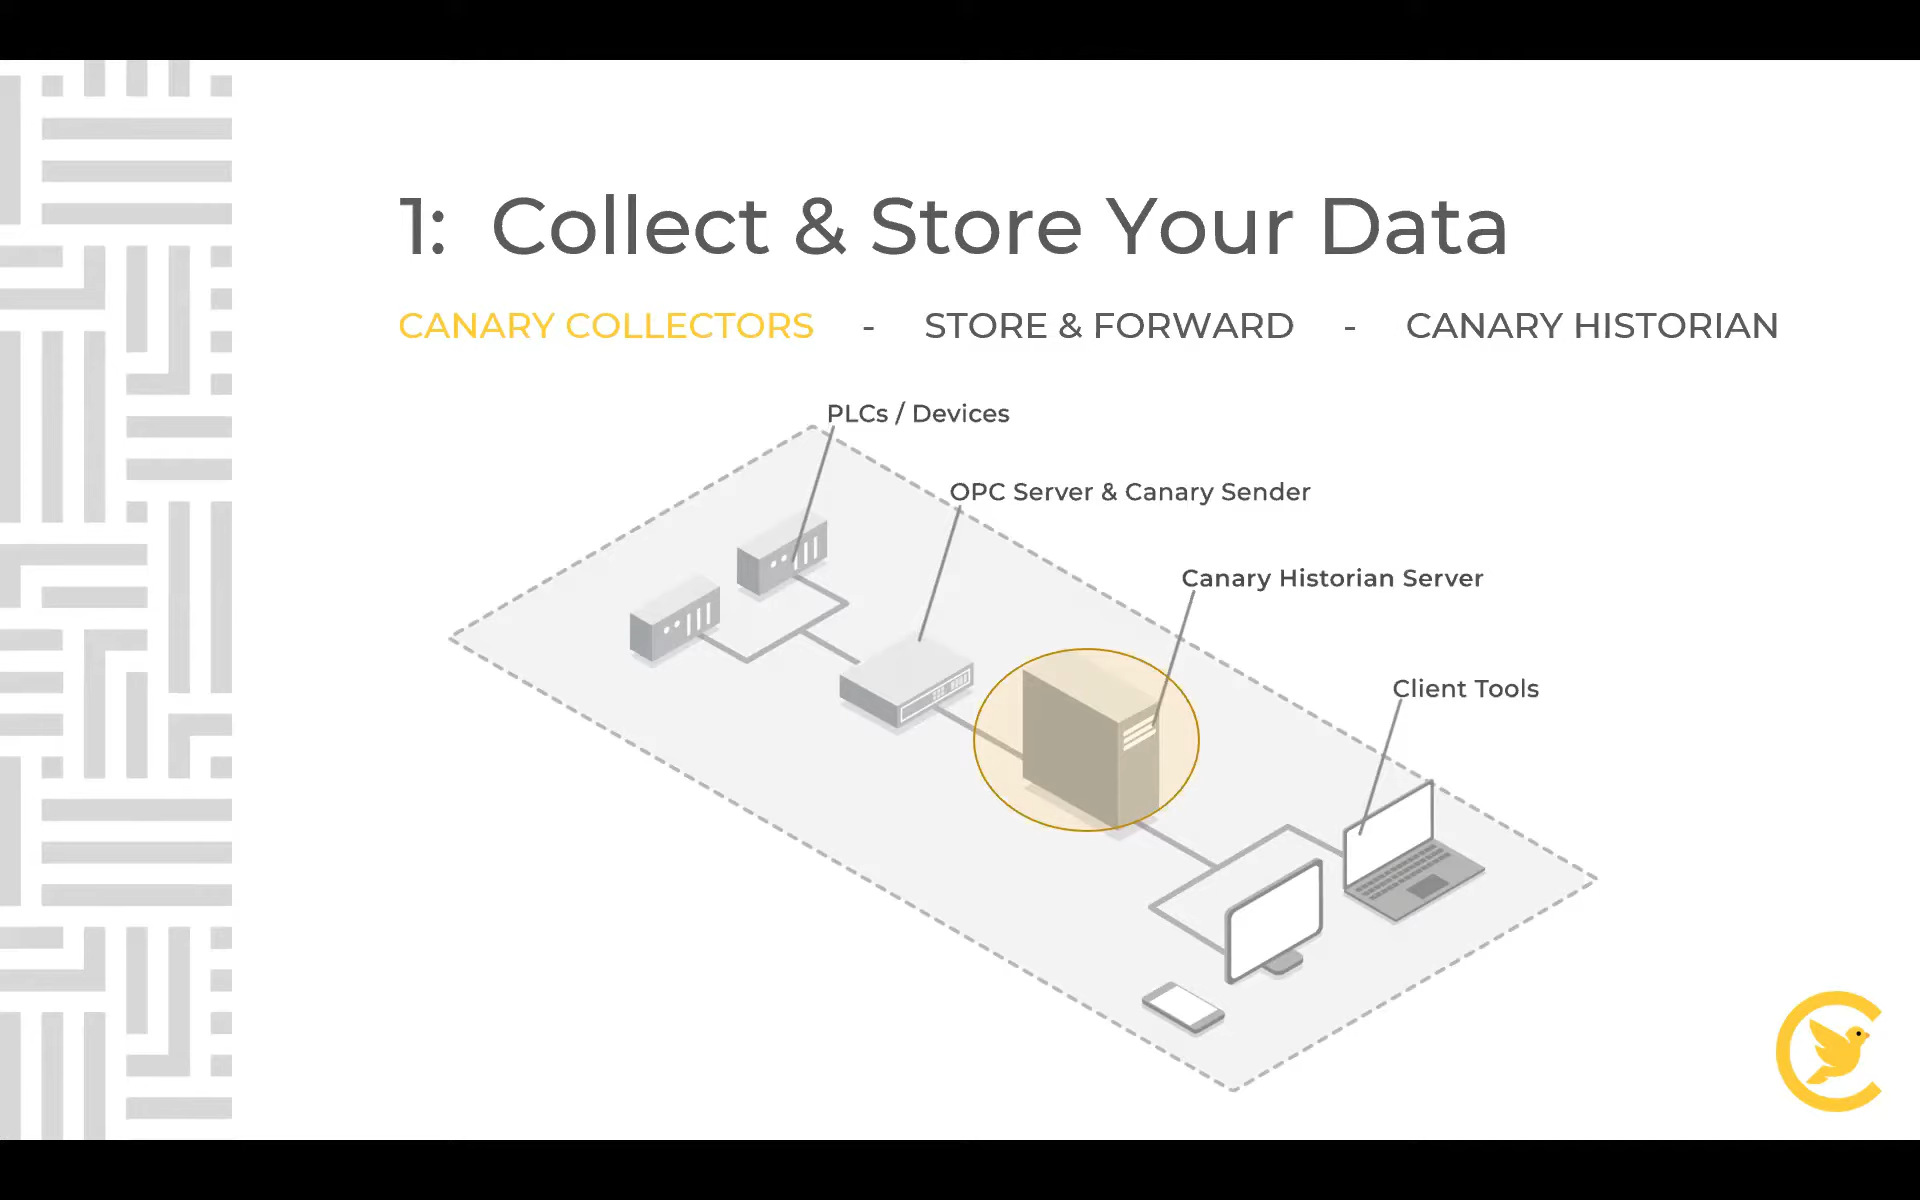 1: Collect & Store Your Data
CANARY COLLECTORS - STORE & FORWARD - CANARY HISTORIAN
PLCs / Devices
OPC Server & Canary Sender
Canary Historian Server
Client Tools